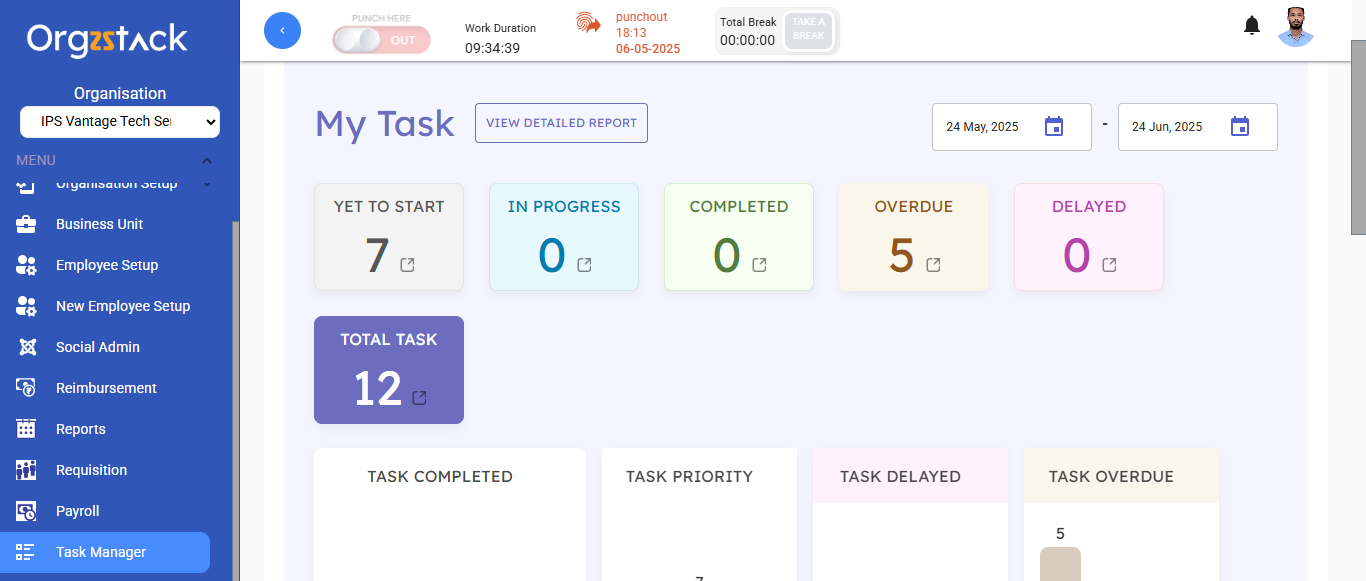 Orgzstack
Organisation
IPS Vantage Tech Ser
MENU
Organisation Setup
Business Unit
Employee Setup
New Employee Setup
Social Admin
Reimbursement
Reports
Requisition
Payroll
Task Manager
PUNCH HERE
OUT
Work Duration
09:34:39
punchout
18:13
06-05-2025
Total Break
00:00:00
TAKE A
BREAK
My Task
VIEW DETAILED REPORT
24 May, 2025
-
24 Jun, 2025
YET TO START
7
IN PROGRESS
0
COMPLETED
0
OVERDUE
5
DELAYED
0
TOTAL TASK
12
TASK COMPLETED
TASK PRIORITY
7
TASK DELAYED
TASK OVERDUE
5